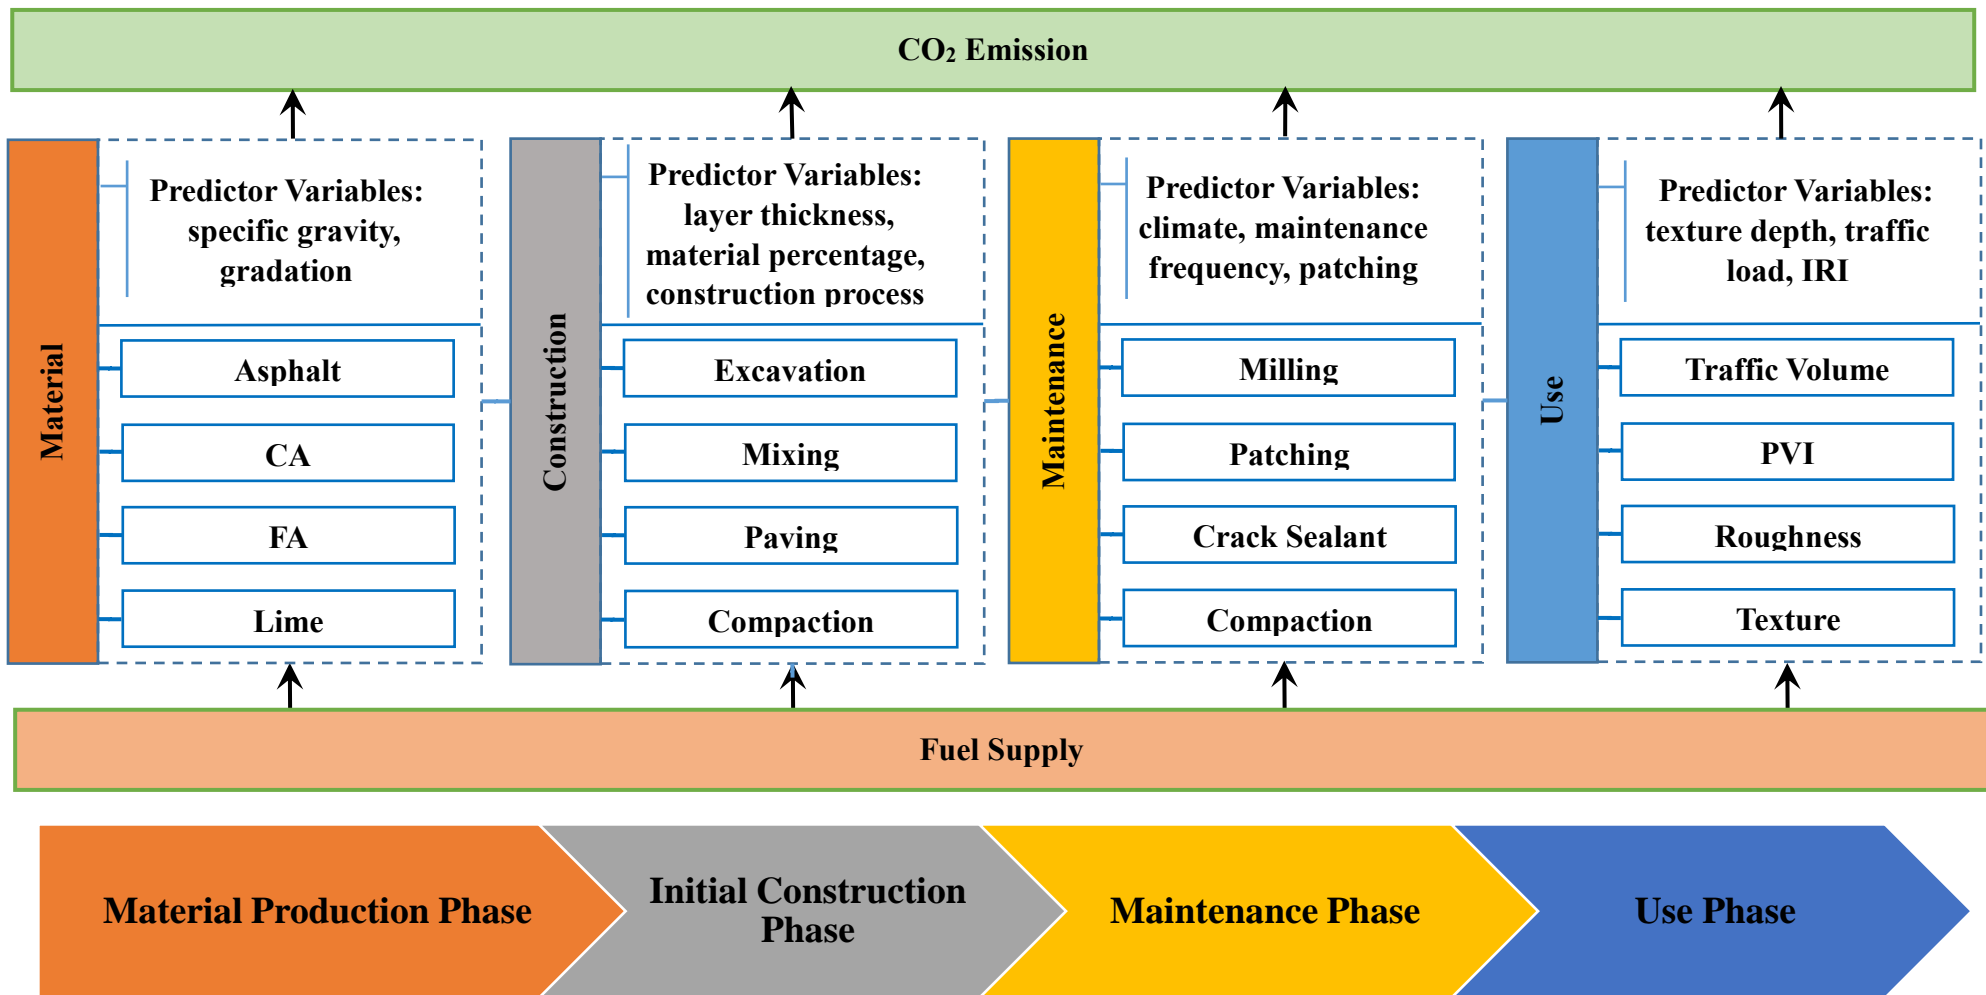 CO₂ Emission
Material
Predictor Variables:
specific gravity,
gradation
Asphalt
CA
FA
Lime
Construction
Predictor Variables:
layer thickness,
material percentage,
construction process
Excavation
Mixing
Paving
Compaction
Maintenance
Predictor Variables:
climate, maintenance
frequency, patching
Milling
Patching
Crack Sealant
Compaction
Use
Predictor Variables:
texture depth, traffic
load, IRI
Traffic Volume
PVI
Roughness
Texture
Fuel Supply
Material Production Phase
Initial Construction
Phase
Maintenance Phase
Use Phase